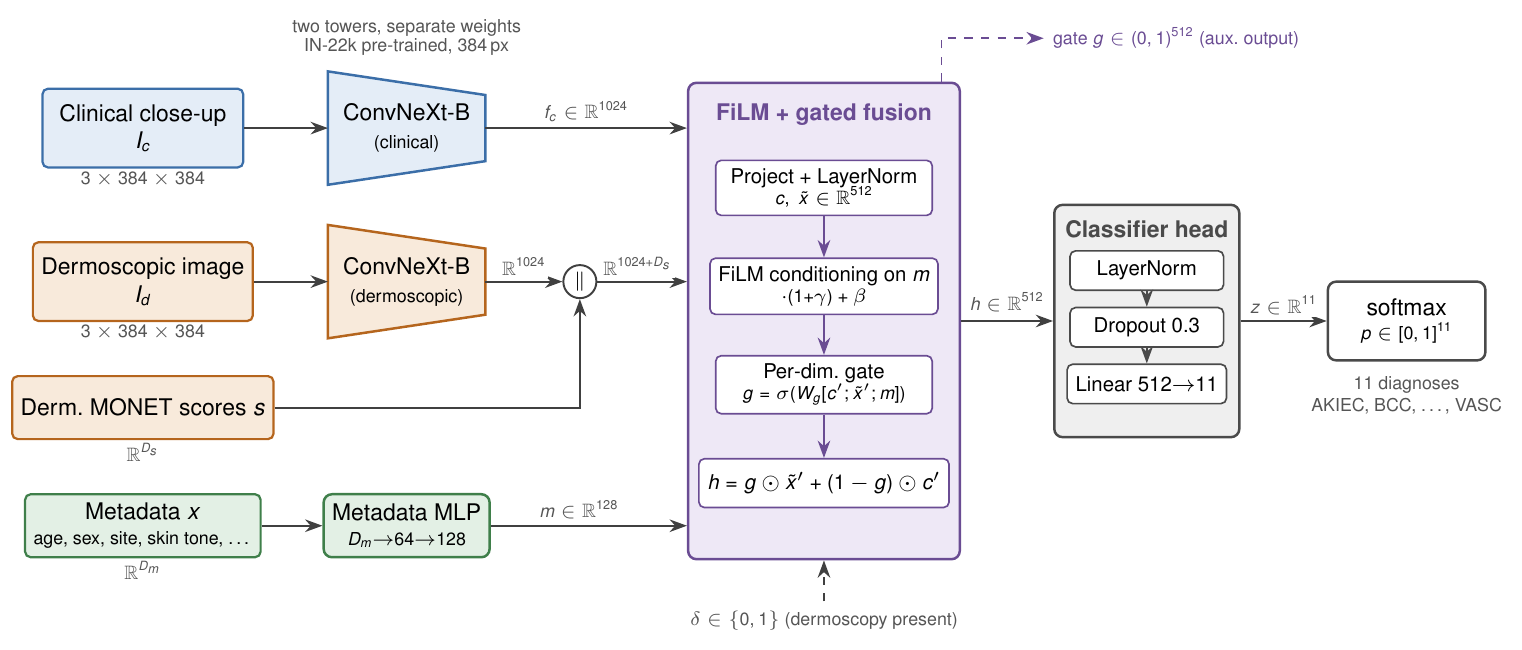 two towers, separate weights
IN-22k pre-trained, 384 px
gate g ∈ (0, 1)^512 (aux. output)
Clinical close-up
I_c
3 × 384 × 384
ConvNeXt-B
(clinical)
f_c ∈ ℝ^1024
FiLM + gated fusion
Project + LayerNorm
c, x̃ ∈ ℝ^512
Dermoscopic image
I_d
3 × 384 × 384
ConvNeXt-B
(dermoscopic)
ℝ^1024
||
ℝ^{1024+D_s}
FiLM conditioning on m
·(1+γ) + β
Per-dim. gate
g = σ(W_g[c′; x̃′; m])
h = g ⊙ x̃′ + (1 − g) ⊙ c′
Derm. MONET scores s
ℝ^{D_s}
Metadata x
age, sex, site, skin tone, ...
ℝ^{D_m}
Metadata MLP
D_m→64→128
m ∈ ℝ^128
δ ∈ {0, 1} (dermoscopy present)
h ∈ ℝ^512
Classifier head
LayerNorm
Dropout 0.3
Linear 512→11
z ∈ ℝ^11
softmax
p ∈ [0, 1]^11
11 diagnoses
AKIEC, BCC, ..., VASC